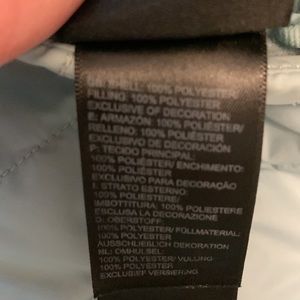 SHELL: 100% POLYESTER
FILLING: 100% POLYESTER
EXCLUSIVE OF DECORATION
E: ARMAZÓN: 100% POLIÉSTER/
RELLENO: 100% POLIÉSTER
EXCLUSIVO DE DECORACIÓN
P: TECIDO PRINCIPAL:
100% POLIÉSTER/ ENCHIMENTO:
100% POLIÉSTER
EXCLUSIVO PARA DECORAÇÃO
I: STRATO ESTERNO:
100% POLIESTERE/
IMBOTTITURA: 100% POLIESTERE
ESCLUSA LA DECORAZIONE
D: OBERSTOFF:
100% POLYESTER/ FÜLLMATERIAL:
100% POLYESTER
AUSSCHLIEßLICH DEKORATION
NL: OMHULSEL:
100% POLYESTER/ VULLING:
100% POLYESTER
EXCLUSIEF VERSIERING